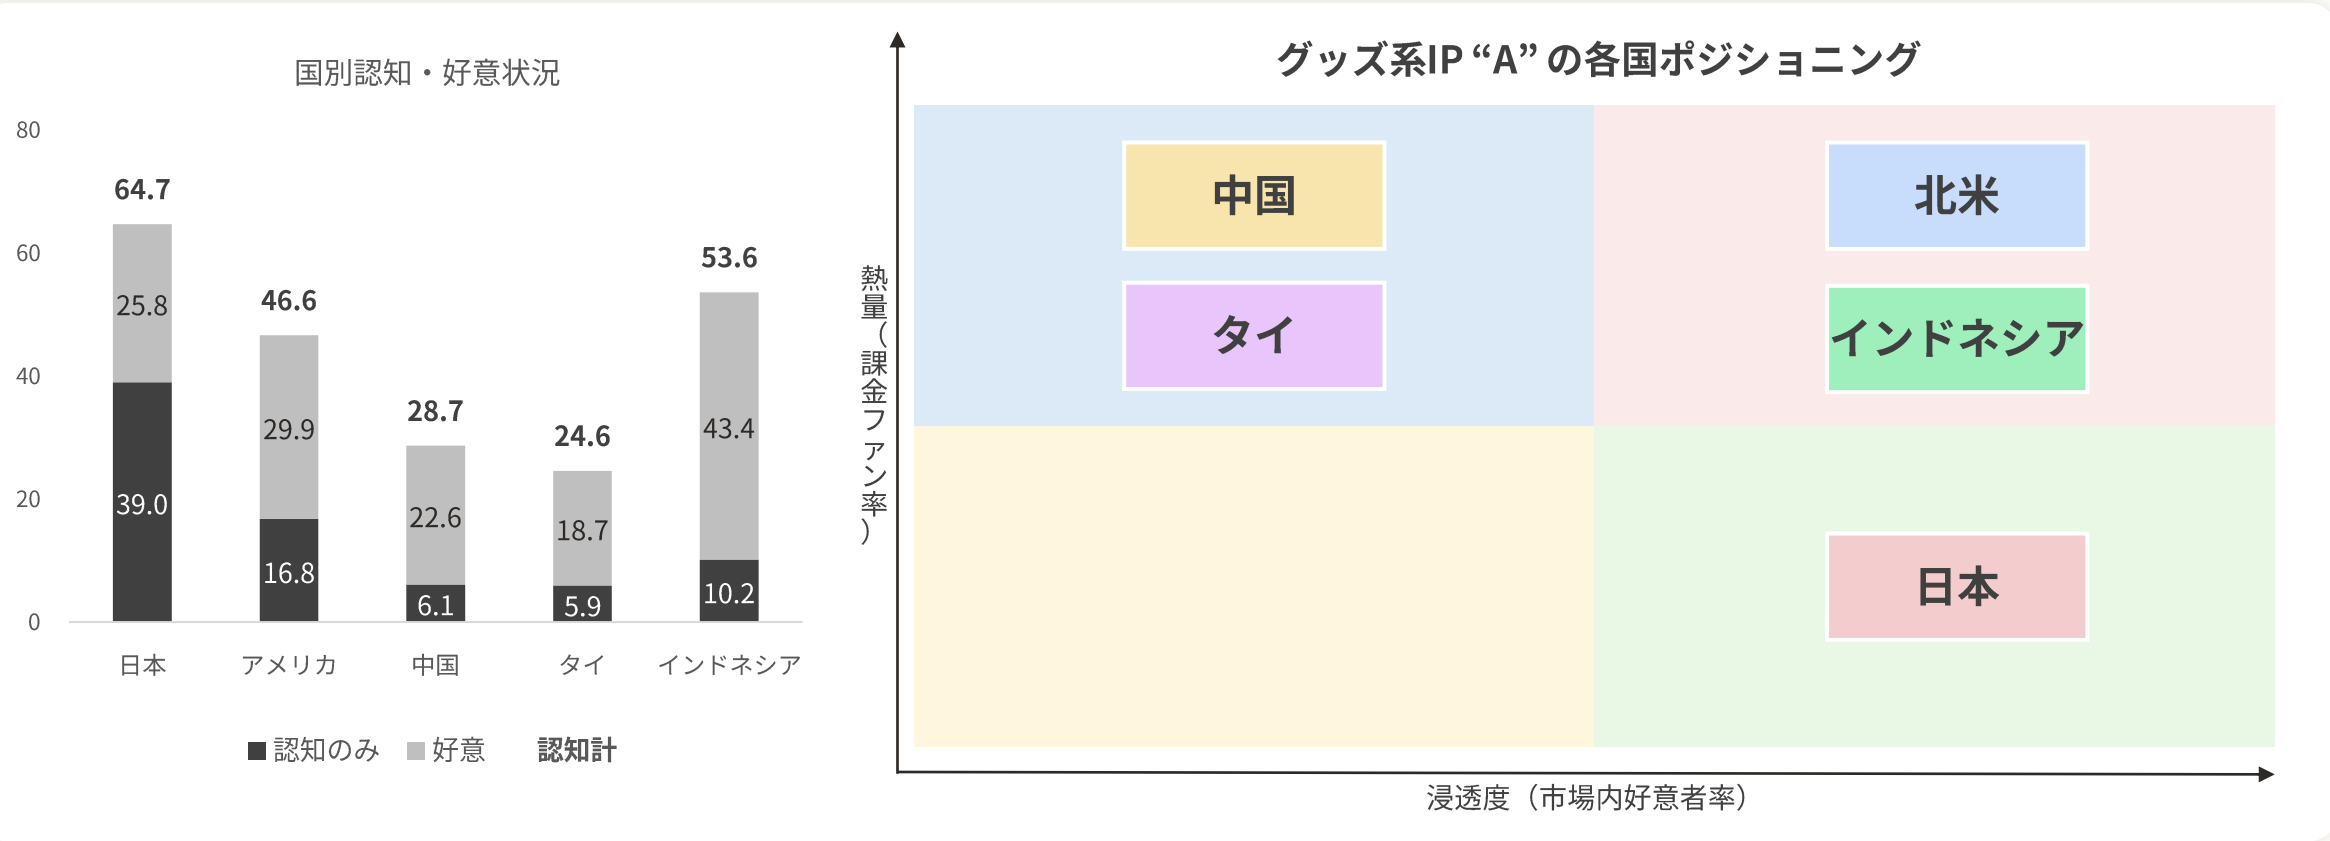 国別認知・好意状況
80
60
40
20
0
64.7
25.8
39.0
46.6
29.9
16.8
28.7
22.6
6.1
24.6
18.7
5.9
53.6
43.4
10.2
日本 アメリカ 中国 タイ インドネシア
認知のみ 好意 認知計
グッズ系IP “A” の各国ポジショニング
熱量（課金ファン率）
中国
北米
タイ
インドネシア
日本
浸透度（市場内好意者率）